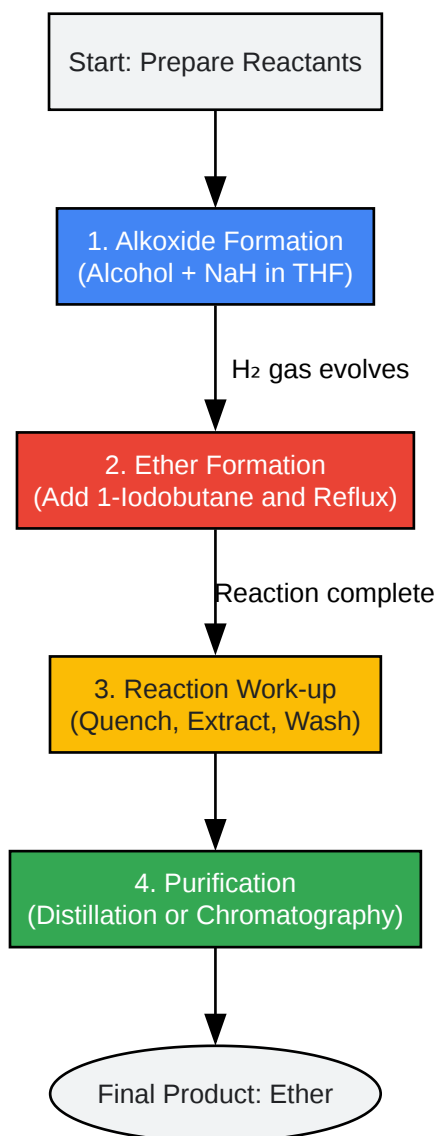 Start: Prepare Reactants
1. Alkoxide Formation
(Alcohol + NaH in THF)
H₂ gas evolves
2. Ether Formation
(Add 1-Iodobutane and Reflux)
Reaction complete
3. Reaction Work-up
(Quench, Extract, Wash)
4. Purification
(Distillation or Chromatography)
Final Product: Ether